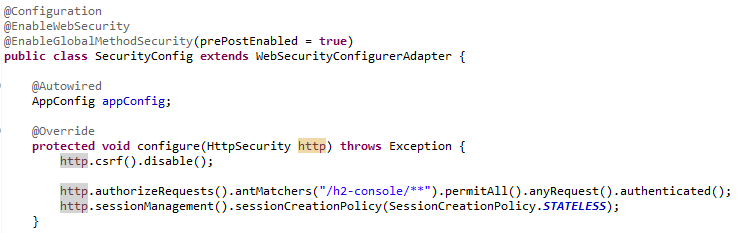 @Configuration
@EnableWebSecurity
@EnableGlobalMethodSecurity(prePostEnabled = true)
public class SecurityConfig extends WebSecurityConfigurerAdapter {
@Autowired
AppConfig appConfig;
@Override
protected void configure(HttpSecurity http) throws Exception {
http.csrf().disable();
http.authorizeRequests().antMatchers("/h2-console/**").permitAll().anyRequest().authenticated();
http.sessionManagement().sessionCreationPolicy(SessionCreationPolicy.STATELESS);
}